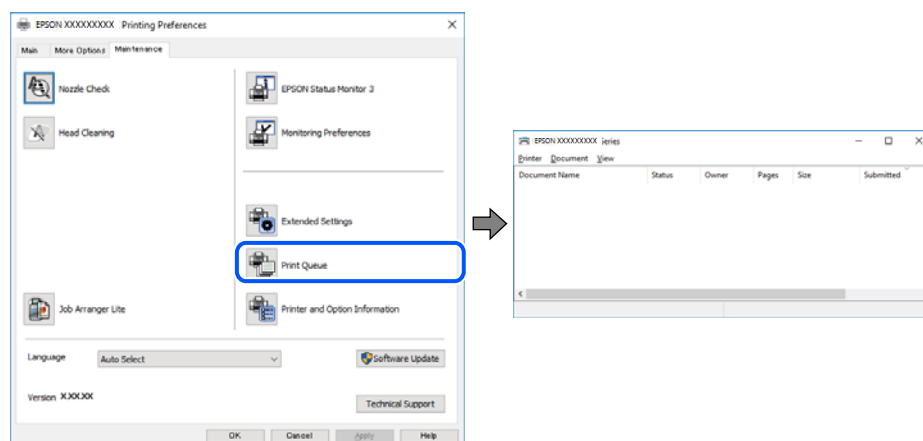 EPSON XXXXXXXXX Printing Preferences
Main More Options Maintenance
Nozzle Check
EPSON Status Monitor 3
Head Cleaning
Monitoring Preferences
Extended Settings
Print Queue
Job Arranger Lite
Printer and Option Information
Language
Auto Select
Software Update
Version X.XX.XX
Technical Support
OK Cancel Apply Help
EPSON XXXXXXXXX ieries
Printer Document View
Document Name Status Owner Pages Size Submitted